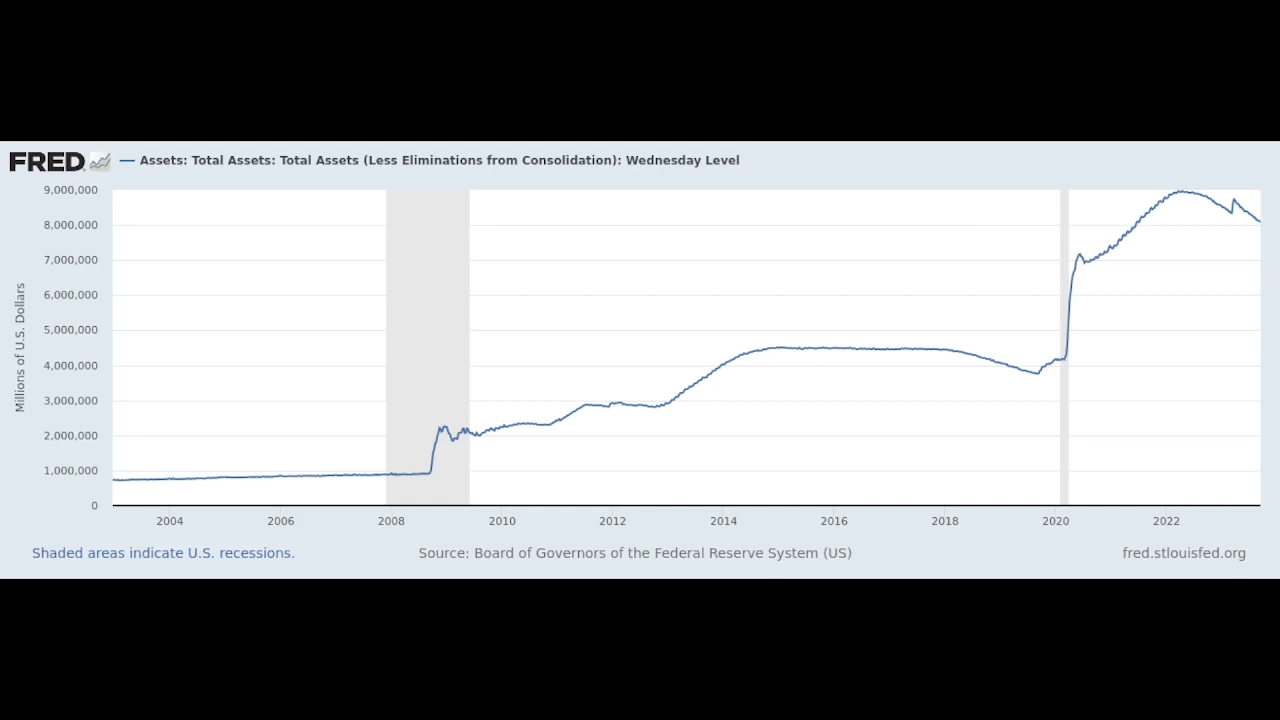 FRED
Assets: Total Assets: Total Assets (Less Eliminations from Consolidation): Wednesday Level
Millions of U.S. Dollars
9,000,000
8,000,000
7,000,000
6,000,000
5,000,000
4,000,000
3,000,000
2,000,000
1,000,000
0
2004 2006 2008 2010 2012 2014 2016 2018 2020 2022
Shaded areas indicate U.S. recessions. Source: Board of Governors of the Federal Reserve System (US) fred.stlouisfed.org